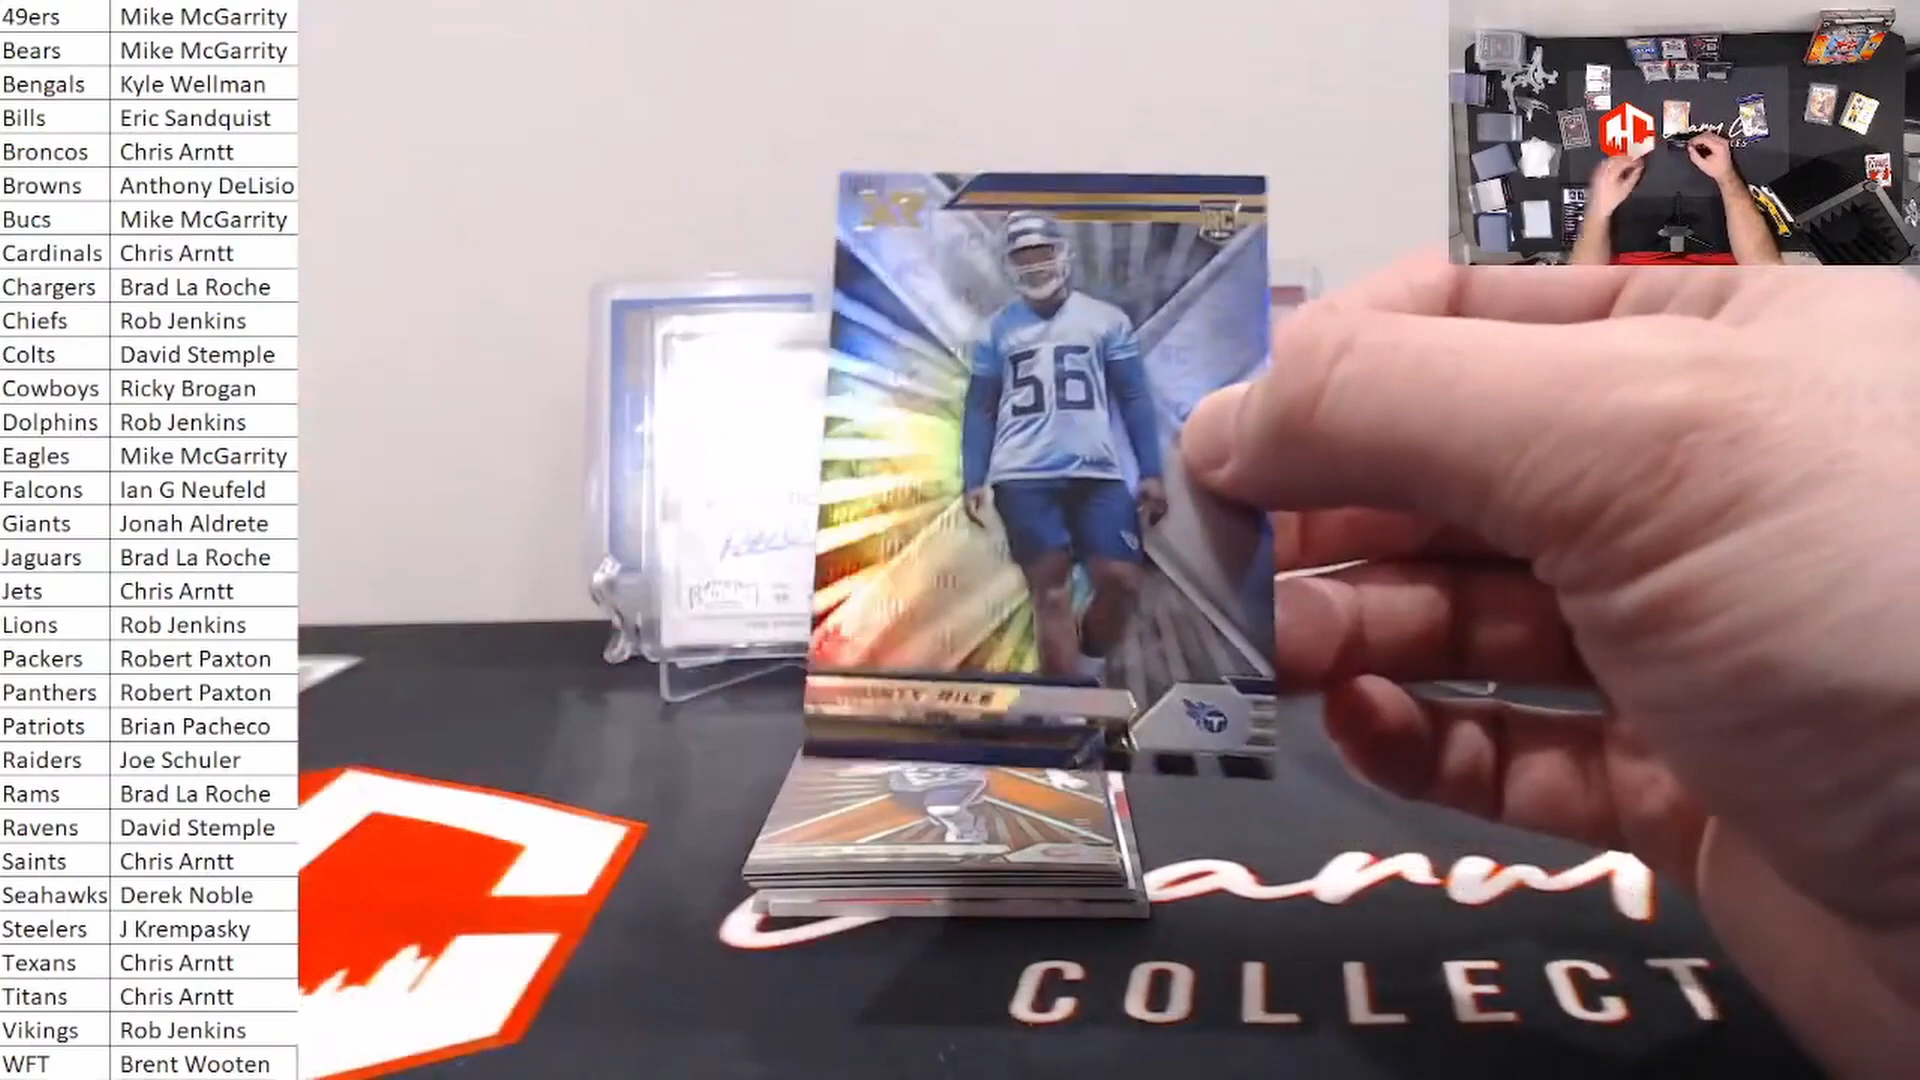 49ers Mike McGarrity
Bears Mike McGarrity
Bengals Kyle Wellman
Bills Eric Sandquist
Broncos Chris Arntt
Browns Anthony DeLisio
Bucs Mike McGarrity
Cardinals Chris Arntt
Chargers Brad La Roche
Chiefs Rob Jenkins
Colts David Stemple
Cowboys Ricky Brogan
Dolphins Rob Jenkins
Eagles Mike McGarrity
Falcons Ian G Neufeld
Giants Jonah Aldrete
Jaguars Brad La Roche
Jets Chris Arntt
Lions Rob Jenkins
Packers Robert Paxton
Panthers Robert Paxton
Patriots Brian Pacheco
Raiders Joe Schuler
Rams Brad La Roche
Ravens David Stemple
Saints Chris Arntt
Seahawks Derek Noble
Steelers J Krempasky
Texans Chris Arntt
Titans Chris Arntt
Vikings Rob Jenkins
WFT Brent Wooten
XR
RC
56
COLLECT